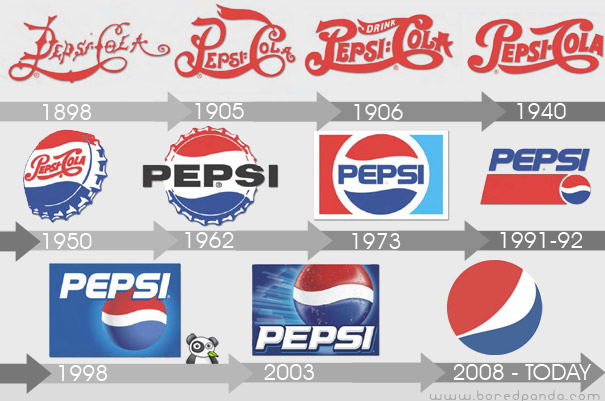 Pepsi-Cola Pepsi-Cola DRINK PEPSI:COLA PEPSI-COLA
1898 1905 1906 1940
PEPSI-COLA PEPSI PEPSI PEPSI
1950 1962 1973 1991-92
PEPSI PEPSI
1998 2003 2008 - TODAY
www.boredpanda.com